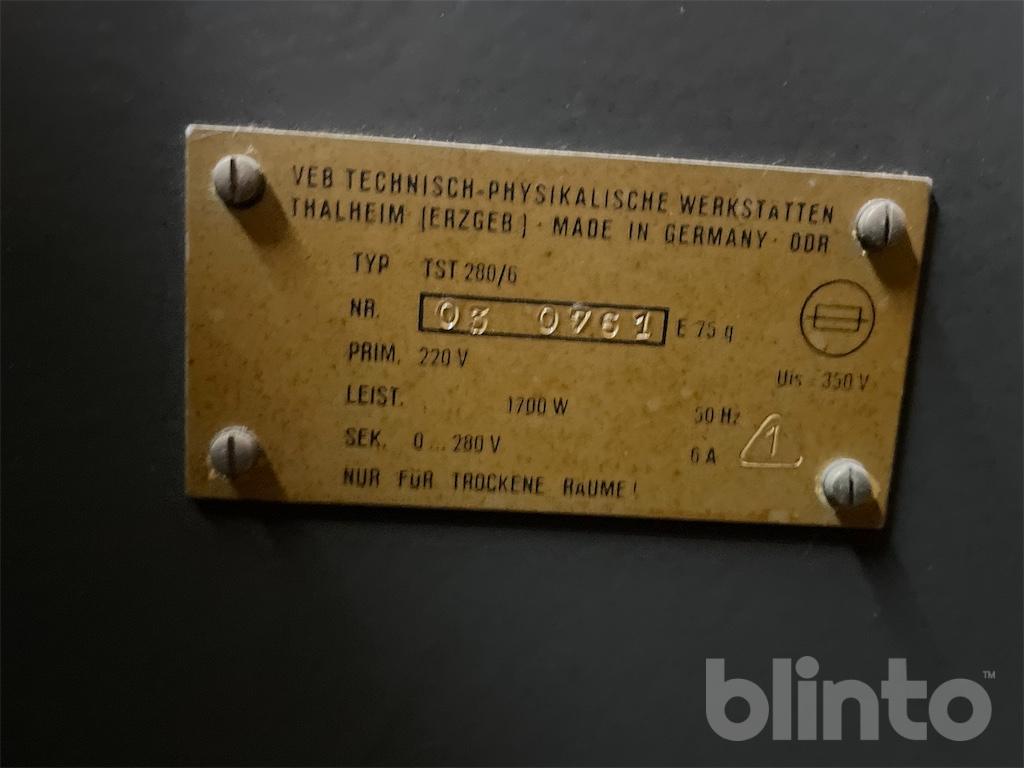 VEB TECHNISCH-PHYSIKALISCHE WERKSTÄTTEN
THALHEIM (ERZGEB) · MADE IN GERMANY · DDR
TYP TST 280/6
NR. 03 0761 E 75 q
PRIM. 220 V Uis 350 V
LEIST. 1700 W 50 Hz
SEK. 0 ... 280 V 6 A 1
NUR FÜR TROCKENE RÄUME!
blinto™